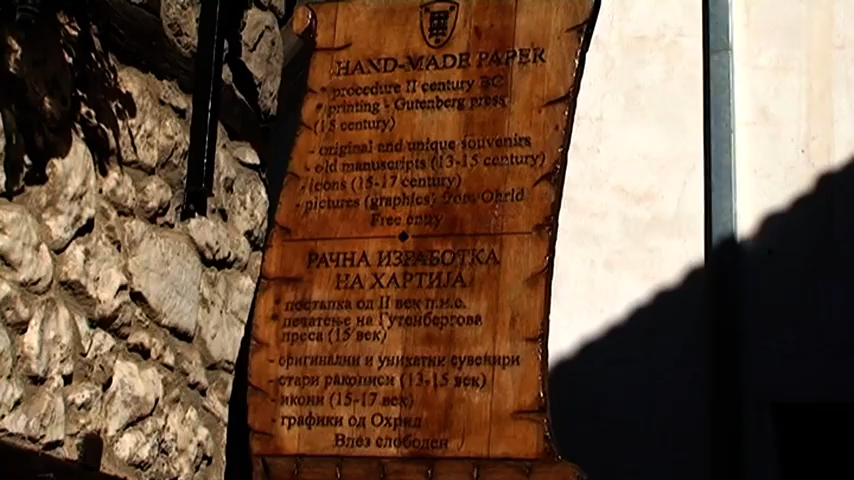 HAND-MADE PAPER
* procedure II century BC
* printing - Gutenberg press
(15 century)
- original and unique souvenirs
- old manuscripts (13-15 century)
- icons (15-17 century)
- pictures (graphics) from Ohrid
Free entry
РАЧНА ИЗРАБОТКА
НА ХАРТИЈА
* постапка од II век п.н.е.
* печатење на Гутенбергова
преса (15 век)
- оригинални и унихатни сувенири
- стари ракописи (13-15 век)
- икони (15-17 век)
- графики од Охрид
Влез слободен